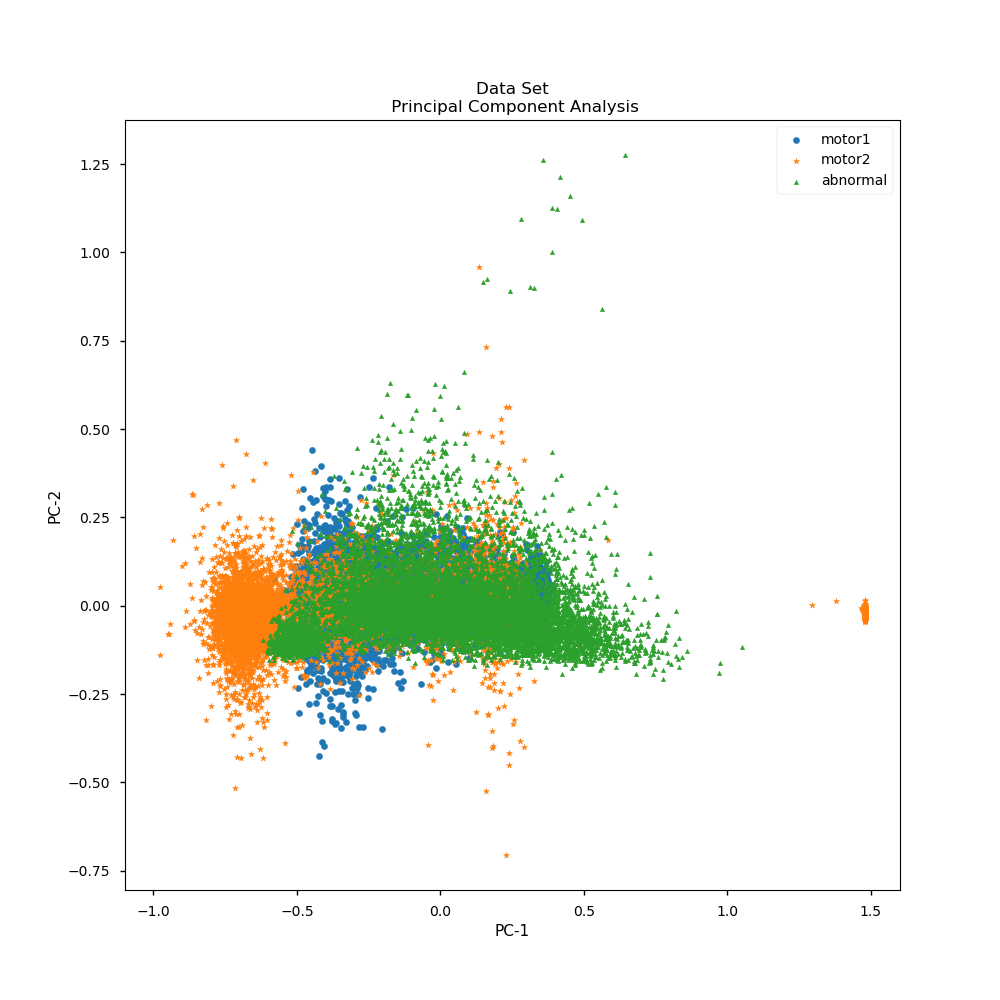 Data Set
Principal Component Analysis
motor1
motor2
abnormal
1.25
1.00
0.75
0.50
0.25
0.00
−0.25
−0.50
−0.75
PC-2
−1.0
−0.5
0.0
0.5
1.0
1.5
PC-1